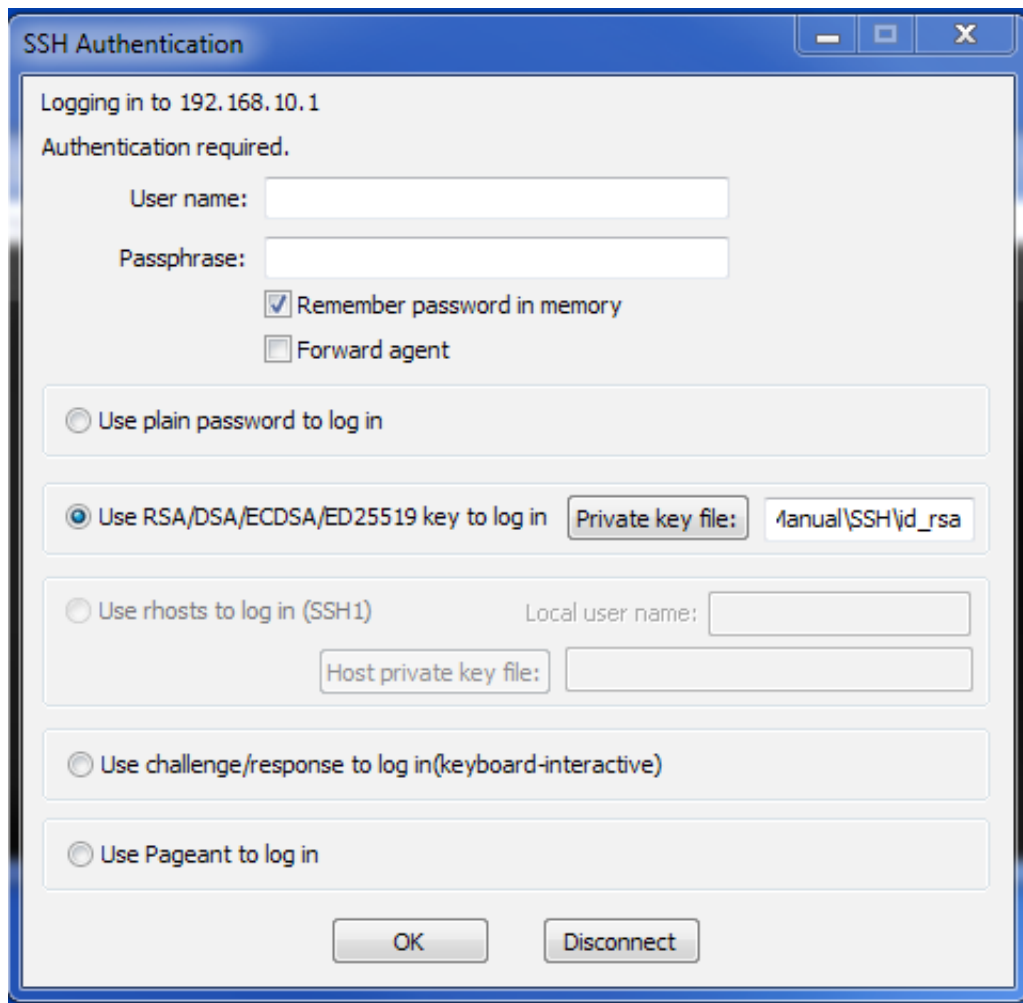 SSH Authentication
Logging in to 192.168.10.1
Authentication required.
User name:
Passphrase:
Remember password in memory
Forward agent
Use plain password to log in
Use RSA/DSA/ECDSA/ED25519 key to log in Private key file: Manual\SSH\id_rsa
Use rhosts to log in (SSH1) Local user name:
Host private key file:
Use challenge/response to log in(keyboard-interactive)
Use Pageant to log in
OK Disconnect